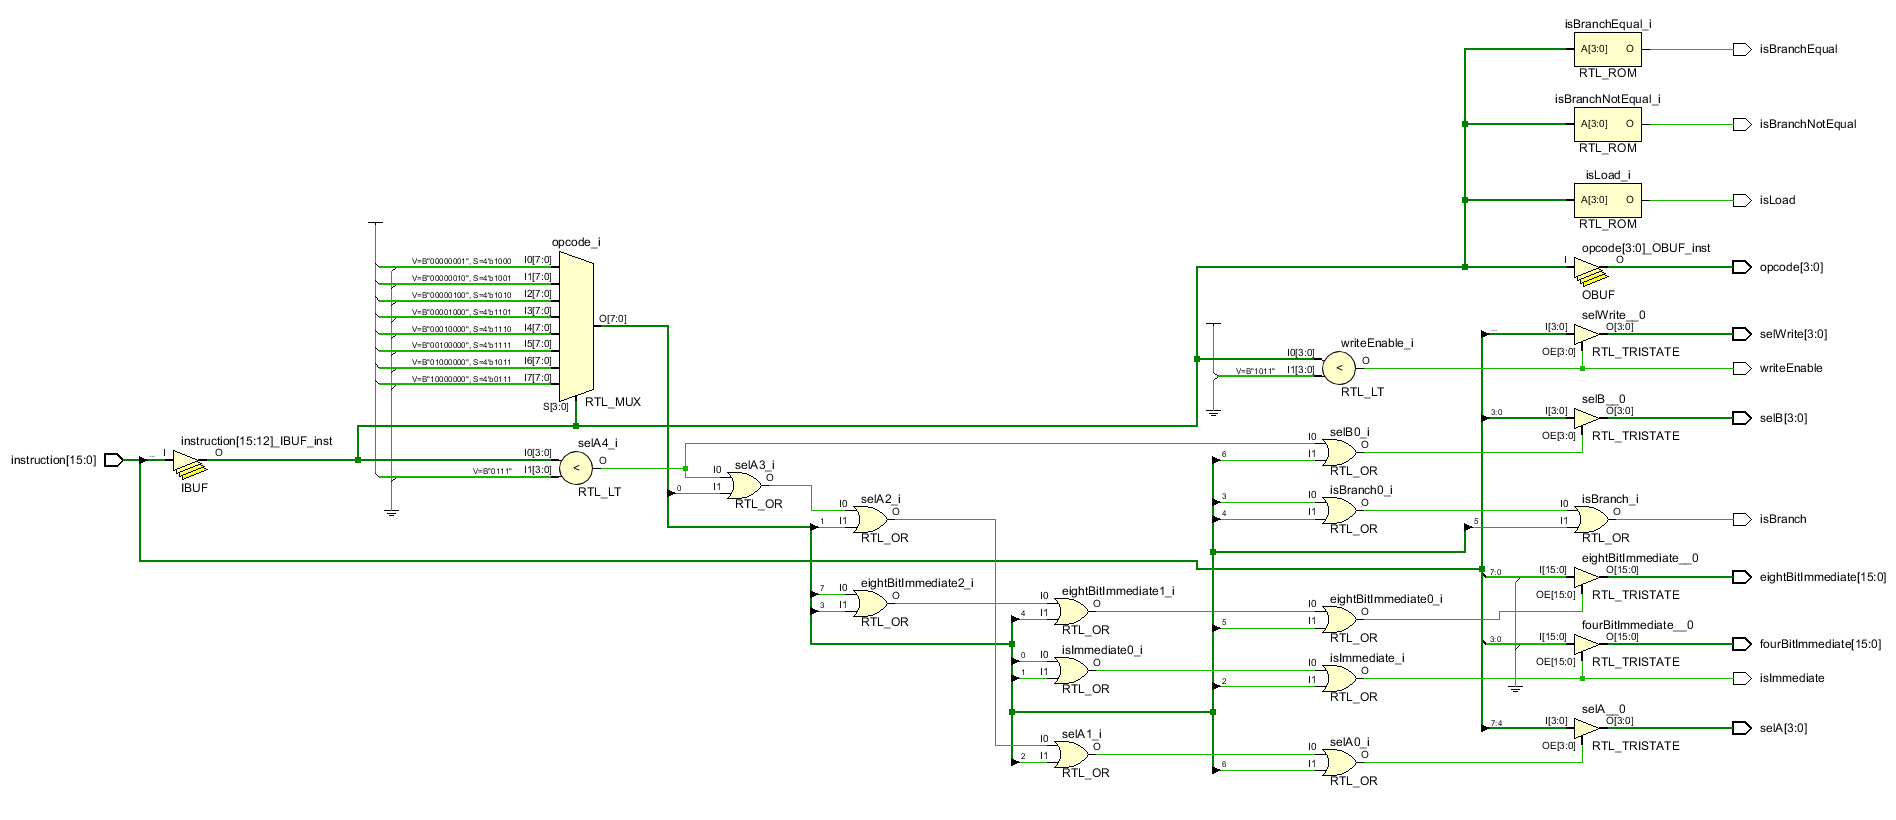 isBranchEqual_i
A[3:0] O isBranchEqual
RTL_ROM
isBranchNotEqual_i
A[3:0] O isBranchNotEqual
RTL_ROM
isLoad_i
A[3:0] O isLoad
RTL_ROM
opcode_i
V=B"00000001", S=4'b1000 I0[7:0]
V=B"00000010", S=4'b1001 I1[7:0]
V=B"00000100", S=4'b1010 I2[7:0]
V=B"00001000", S=4'b1101 I3[7:0]
V=B"00010000", S=4'b1110 I4[7:0]
V=B"00100000", S=4'b1111 I5[7:0]
V=B"01000000", S=4'b1011 I6[7:0]
V=B"10000000", S=4'b0111 I7[7:0]
O[7:0]
S[3:0] RTL_MUX
opcode[3:0]_OBUF_inst
I O opcode[3:0]
OBUF
selWrite__0
... I[3:0] O[3:0] selWrite[3:0]
OE[3:0] RTL_TRISTATE
writeEnable_i
I0[3:0] O
V=B"1011" I1[3:0] < writeEnable
RTL_LT
selB__0
3:0 I[3:0] O[3:0] selB[3:0]
OE[3:0] RTL_TRISTATE
instruction[15:12]_IBUF_inst
instruction[15:0] ... I O
IBUF
selA4_i
I0[3:0] O
V=B"0111" I1[3:0] <
RTL_LT
selA3_i
I0 O
0 I1
RTL_OR
selA2_i
I0 O
1 I1
RTL_OR
selB0_i
I0 O
6 I1
RTL_OR
isBranch0_i
3 I0 O
4 I1
RTL_OR
isBranch_i
I0 O
5 I1 isBranch
RTL_OR
eightBitImmediate__0
7:0 I[15:0] O[15:0] eightBitImmediate[15:0]
OE[15:0] RTL_TRISTATE
eightBitImmediate2_i
7 I0 O
3 I1
RTL_OR
eightBitImmediate1_i
I0 O
4 I1
RTL_OR
eightBitImmediate0_i
I0 O
5 I1
RTL_OR
fourBitImmediate__0
3:0 I[15:0] O[15:0] fourBitImmediate[15:0]
OE[15:0] RTL_TRISTATE
isImmediate0_i
0 I0 O
1 I1
RTL_OR
isImmediate_i
I0 O
2 I1 isImmediate
RTL_OR
selA__0
7:4 I[3:0] O[3:0] selA[3:0]
OE[3:0] RTL_TRISTATE
selA1_i
I0 O
2 I1
RTL_OR
selA0_i
I0 O
6 I1
RTL_OR